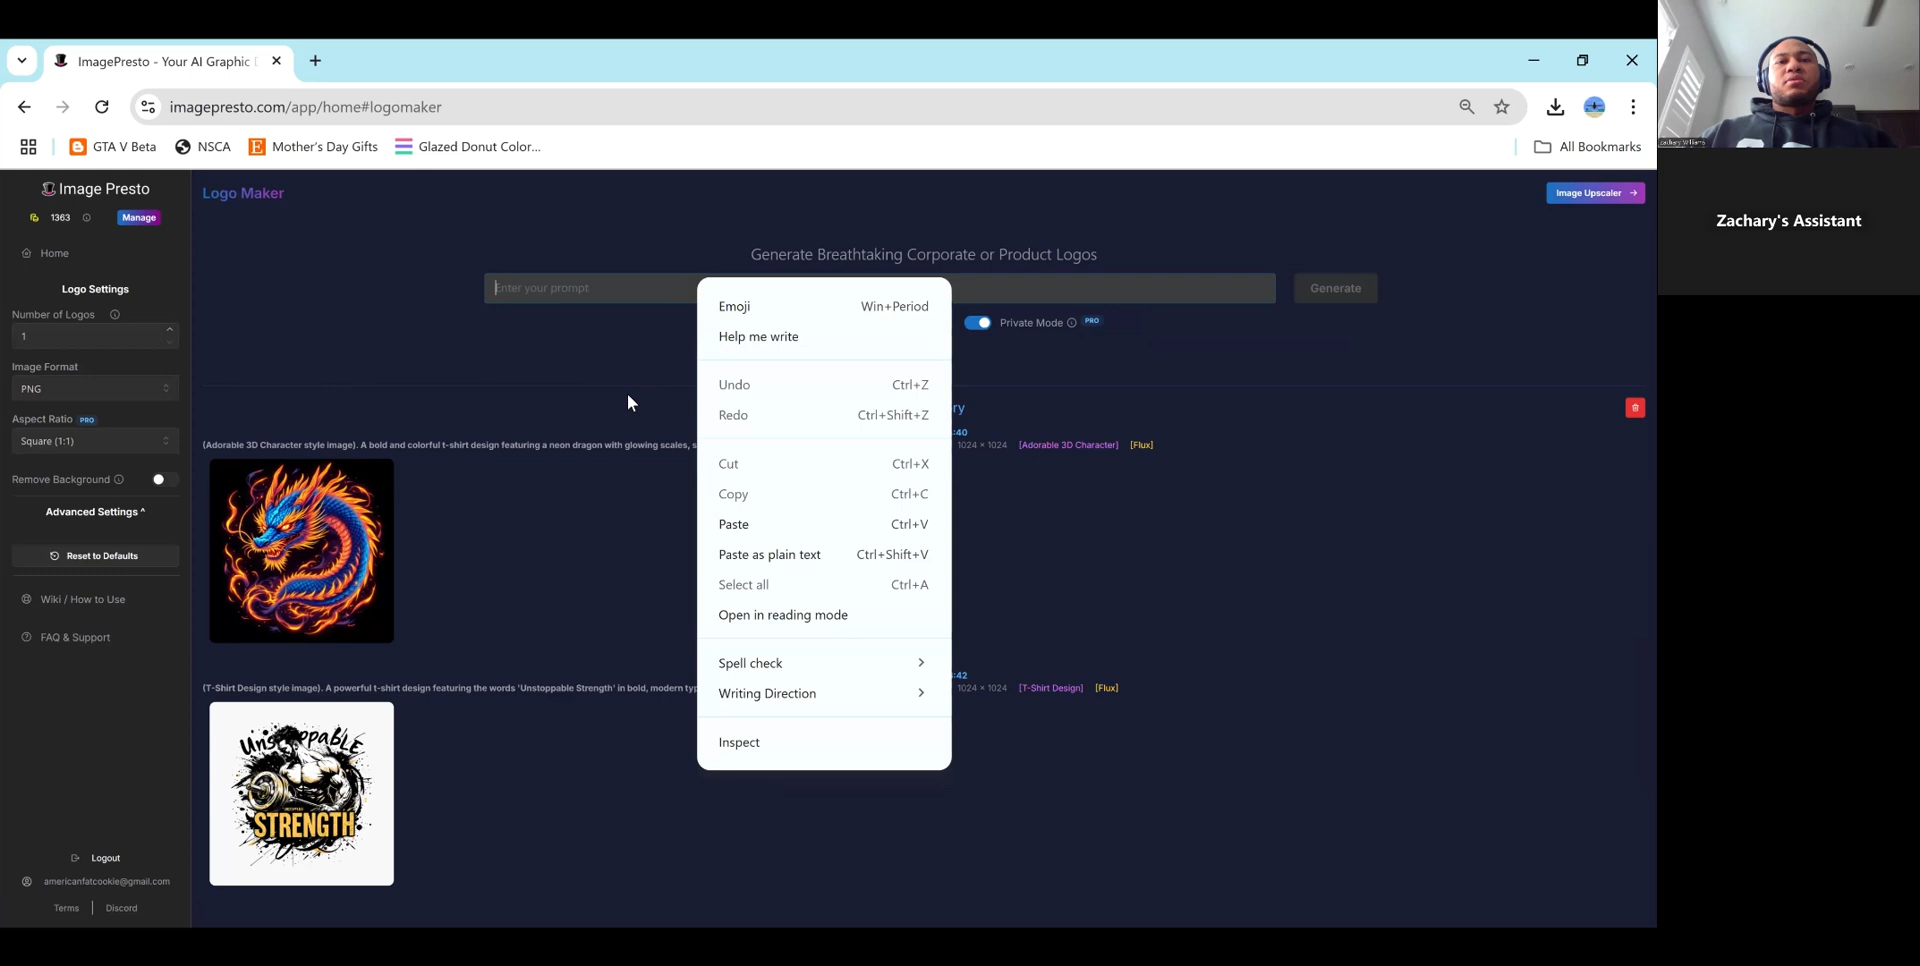 ImagePresto - Your AI Graphic
imagepresto.com/app/home#logomaker
GTA V Beta
NSCA
Mother's Day Gifts
Glazed Donut Color...
All Bookmarks
Image Presto
1363
Manage
Home
Logo Settings
Number of Logos
1
Image Format
PNG
Aspect Ratio PRO
Square (1:1)
Remove Background
Advanced Settings ^
Reset to Defaults
Wiki / How to Use
FAQ & Support
Logout
americanfatcookie@gmail.com
Terms | Discord
Logo Maker
Image Upscaler →
Generate Breathtaking Corporate or Product Logos
Enter your prompt
Generate
Private Mode PRO
ry
:40
(Adorable 3D Character style image). A bold and colorful t-shirt design featuring a neon dragon with glowing scales, s
1024 × 1024 [Adorable 3D Character] [Flux]
:42
(T-Shirt Design style image). A powerful t-shirt design featuring the words 'Unstoppable Strength' in bold, modern typ
1024 × 1024 [T-Shirt Design] [Flux]
UnstoppaBLE
STRENGTH
Emoji Win+Period
Help me write
Undo Ctrl+Z
Redo Ctrl+Shift+Z
Cut Ctrl+X
Copy Ctrl+C
Paste Ctrl+V
Paste as plain text Ctrl+Shift+V
Select all Ctrl+A
Open in reading mode
Spell check
Writing Direction
Inspect
Zachary Williams
Zachary's Assistant